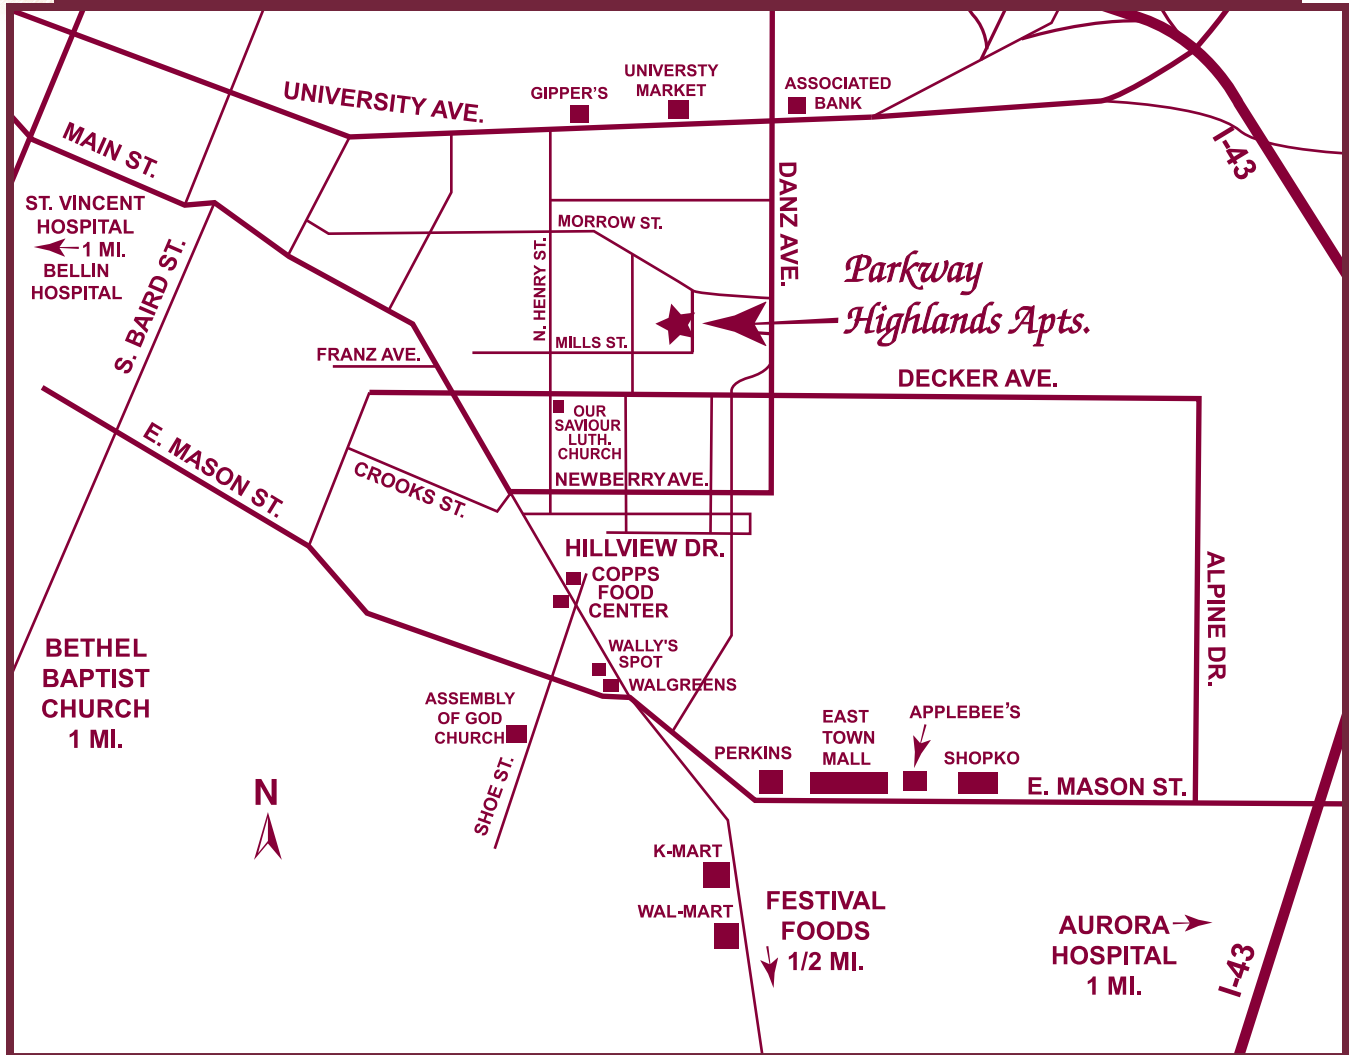 UNIVERSITY AVE.
GIPPER'S
UNIVERSTY
MARKET
ASSOCIATED
BANK
I-43
MAIN ST.
ST. VINCENT
HOSPITAL
1 MI.
BELLIN
HOSPITAL
S. BAIRD ST.
MORROW ST.
N. HENRY ST.
DANZ AVE.
Parkway
Highlands Apts.
MILLS ST.
FRANZ AVE.
DECKER AVE.
OUR
SAVIOUR
LUTH.
CHURCH
E. MASON ST.
CROOKS ST.
NEWBERRY AVE.
HILLVIEW DR.
COPPS
FOOD
CENTER
ALPINE DR.
BETHEL
BAPTIST
CHURCH
1 MI.
WALLY'S
SPOT
WALGREENS
ASSEMBLY
OF GOD
CHURCH
SHOE ST.
PERKINS
EAST
TOWN
MALL
APPLEBEE'S
SHOPKO
E. MASON ST.
N
K-MART
WAL-MART
FESTIVAL
FOODS
1/2 MI.
AURORA
HOSPITAL
1 MI.
I-43